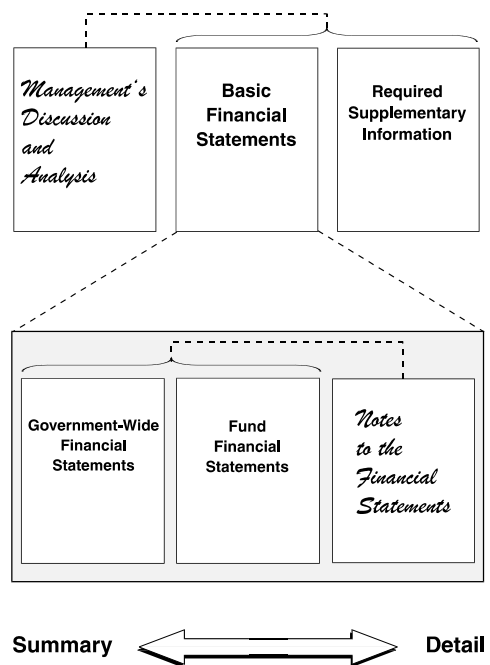 Management's
Discussion
and
Analysis
Basic
Financial
Statements
Required
Supplementary
Information
Government-Wide
Financial
Statements
Fund
Financial
Statements
Notes
to the
Financial
Statements
Summary
Detail